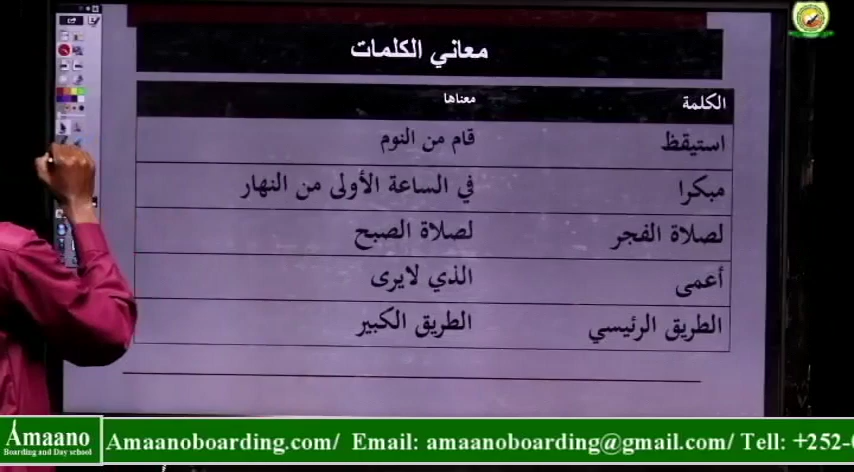 معاني الكلمات
الكلمة معناها
استيقظ قام من النوم
مبكرا في الساعة الأولى من النهار
لصلاة الفجر لصلاة الصبح
أعمى الذي لايرى
الطريق الرئيسي الطريق الكبير
Amaano
Boarding and Day school
Amaanoboarding.com/ Email: amaanoboarding@gmail.com/ Tell: +252-